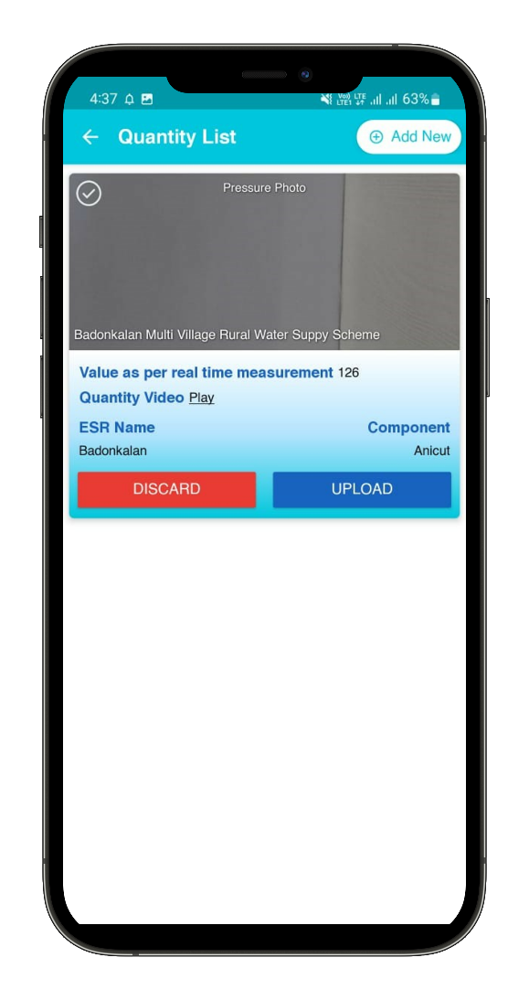 4:37 Vo)) LTE LTE1 63%
Quantity List
Add New
Pressure Photo
Badonkalan Multi Village Rural Water Suppy Scheme
Value as per real time measurement 126
Quantity Video Play
ESR Name Component
Badonkalan Anicut
DISCARD UPLOAD